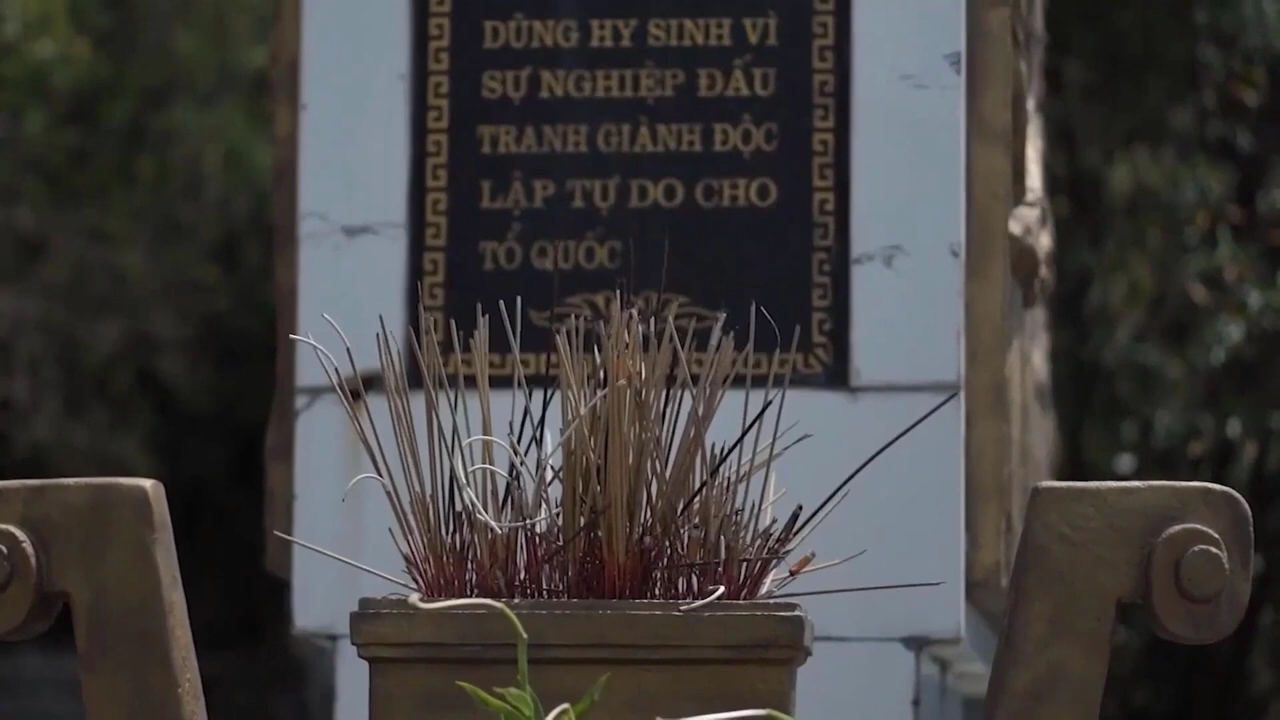 DŨNG HY SINH VÌ
SỰ NGHIỆP ĐẤU
TRANH GIÀNH ĐỘC
LẬP TỰ DO CHO
TỔ QUỐC